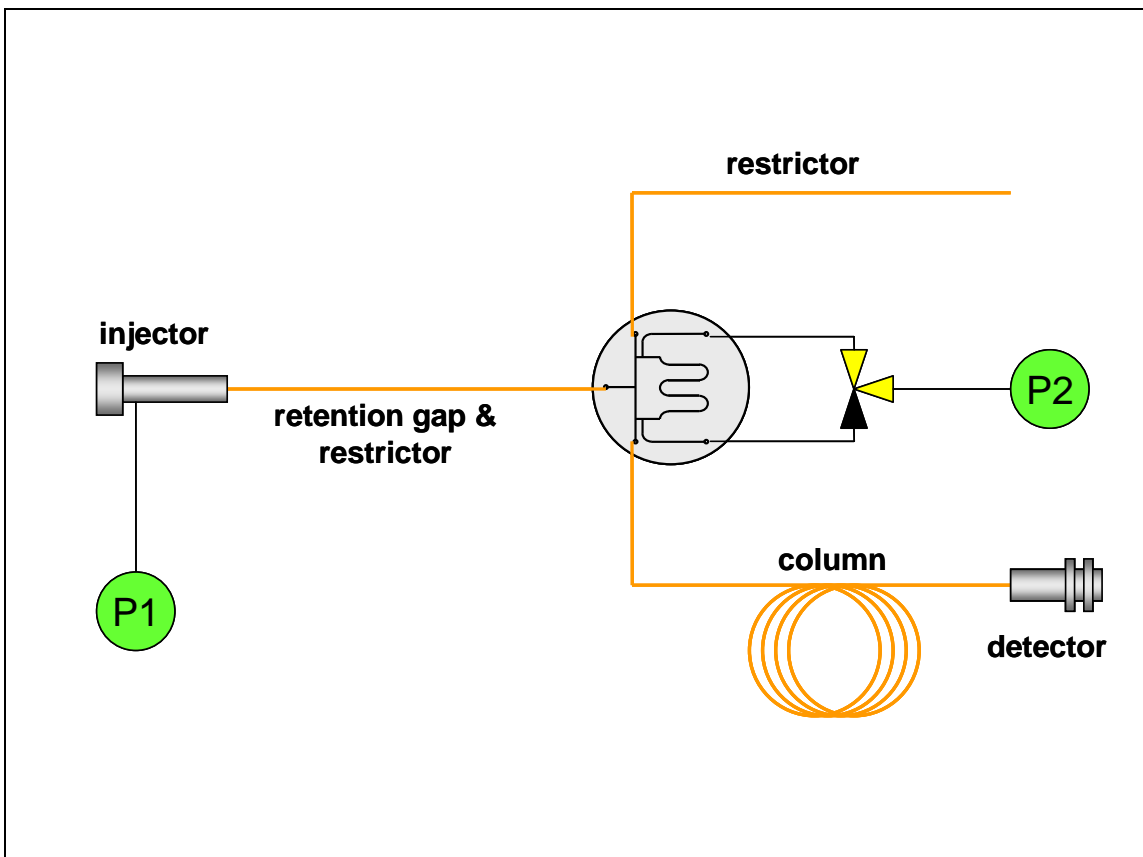 restrictor
injector
P2
retention gap &
restrictor
column
P1
detector